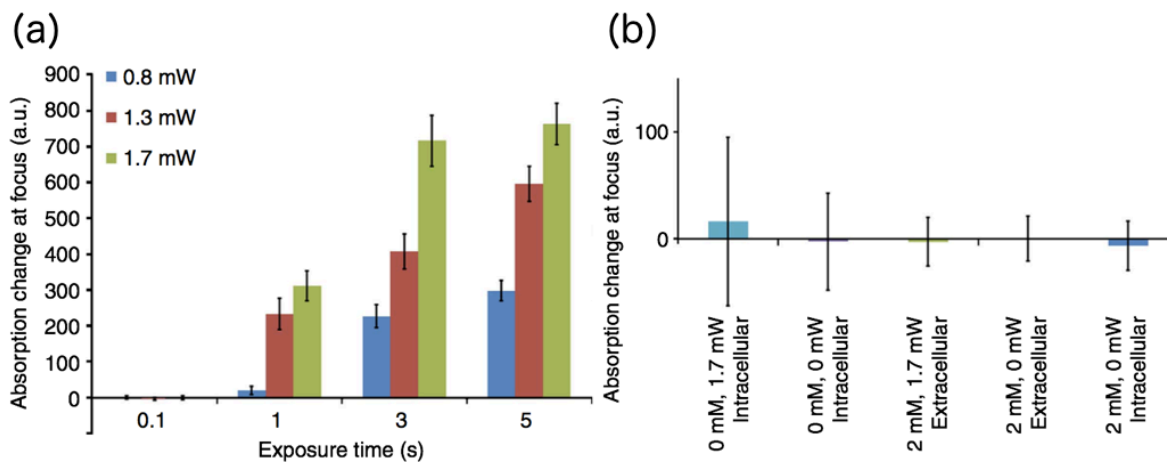 (a)
Absorption change at focus (a.u.)
900
800
700
600
500
400
300
200
100
0
0.8 mW
1.3 mW
1.7 mW
0.1
1
3
5
Exposure time (s)
(b)
Absorption change at focus (a.u.)
100
0
0 mM, 1.7 mW
Intracellular
0 mM, 0 mW
Intracellular
2 mM, 1.7 mW
Extracellular
2 mM, 0 mW
Extracellular
2 mM, 0 mW
Intracellular